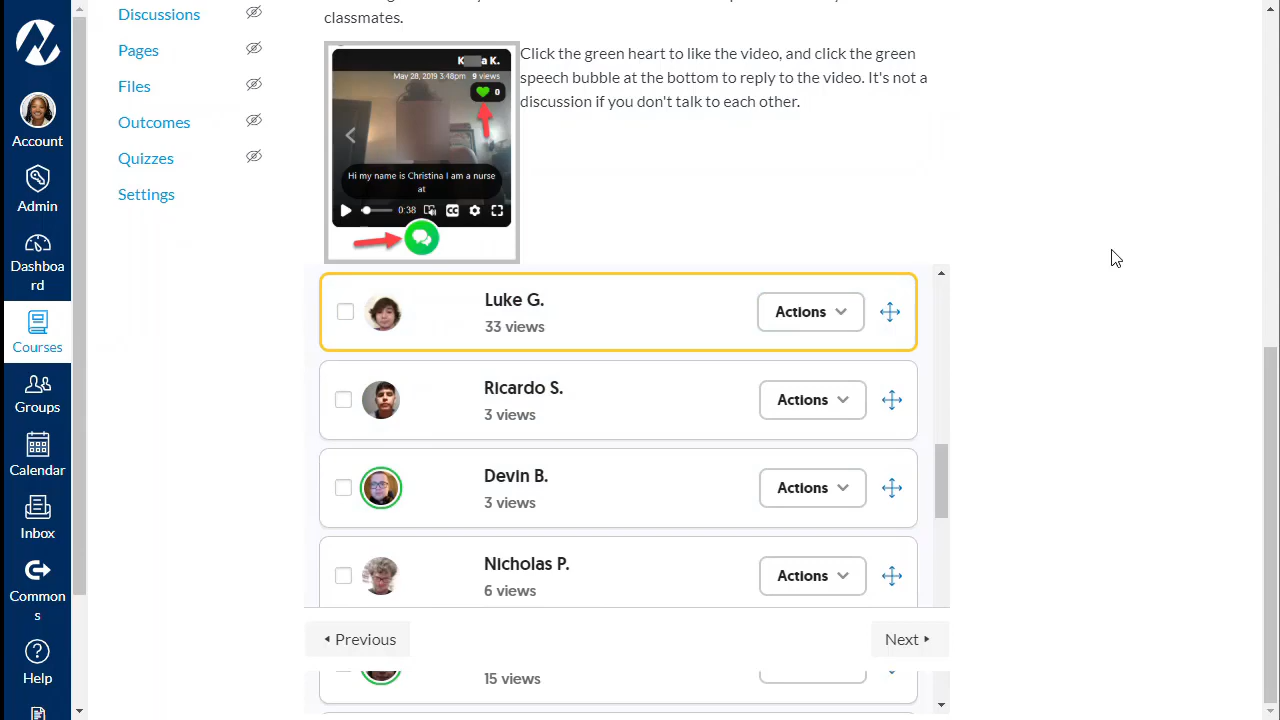 Discussions
Pages
Files
Outcomes
Quizzes
Settings
Account
Admin
Dashboa
rd
Courses
Groups
Calendar
Inbox
Common
s
Help
classmates.
K a K.
May 28, 2019 3:48pm 9 views
0
Hi my name is Christina I am a nurse
at
0:38
CC
Click the green heart to like the video, and click the green
speech bubble at the bottom to reply to the video. It's not a
discussion if you don't talk to each other.
Luke G.
33 views
Actions
Ricardo S.
3 views
Actions
Devin B.
3 views
Actions
Nicholas P.
6 views
Actions
Previous
Next
15 views